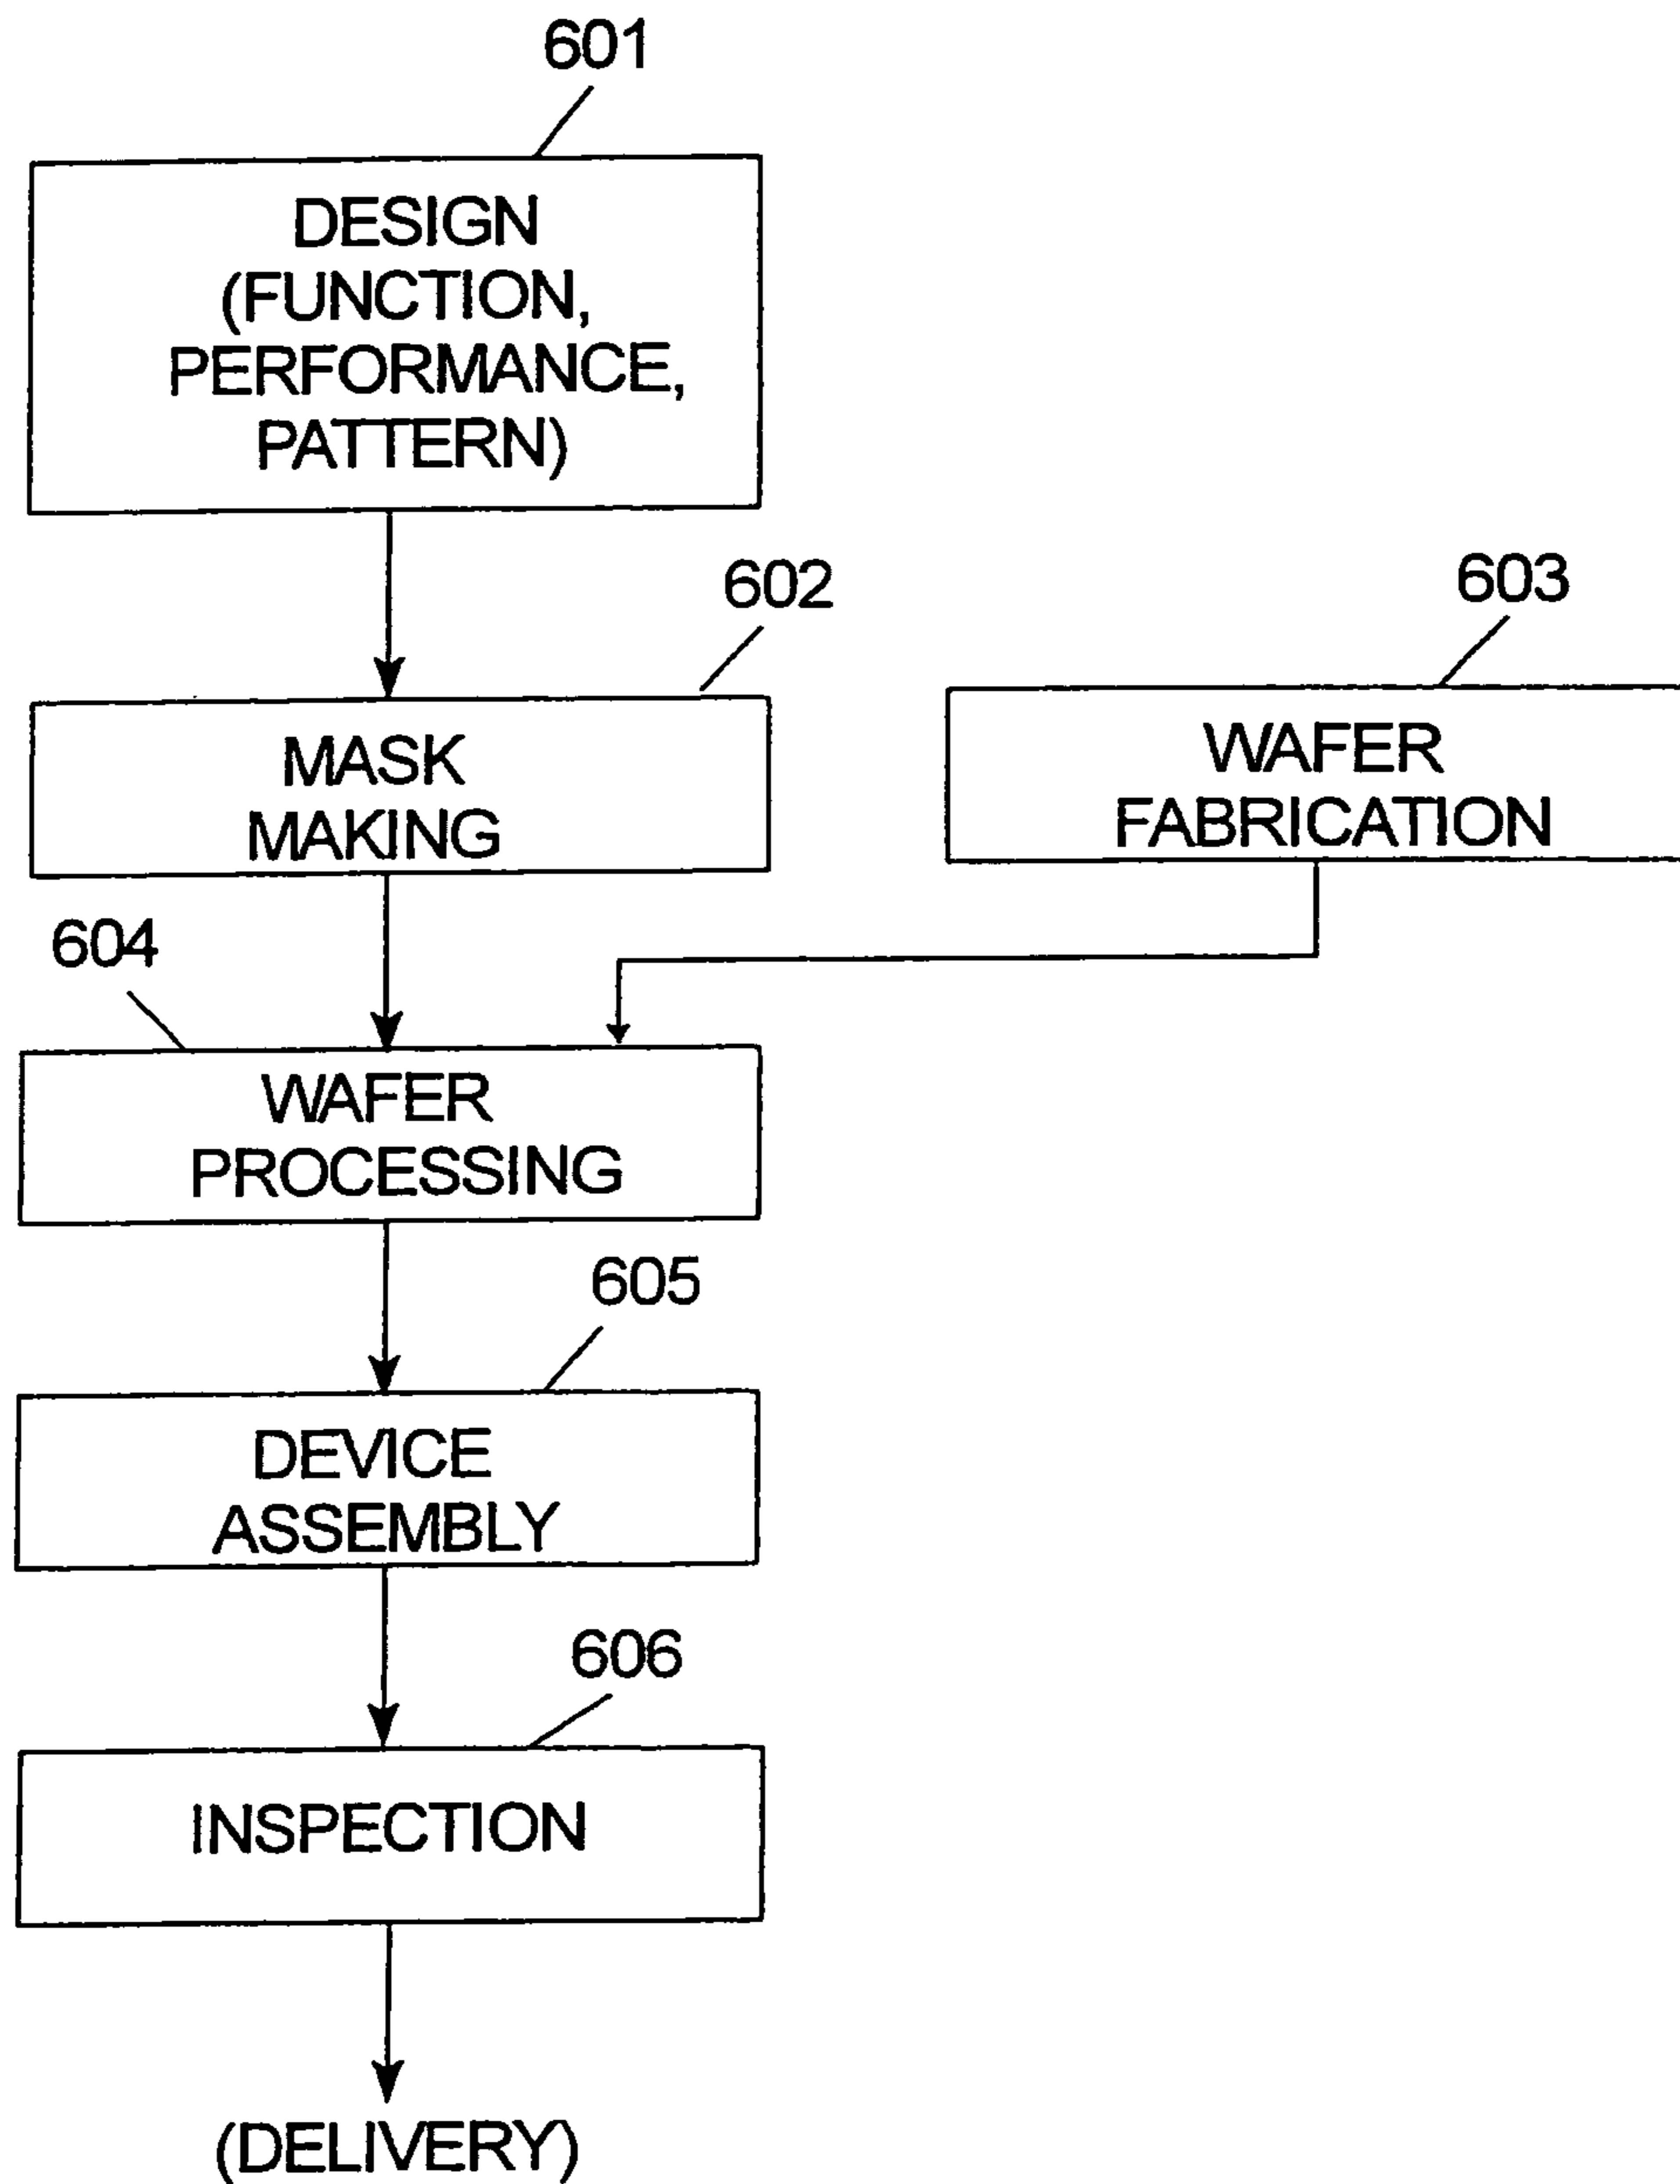 601
DESIGN
(FUNCTION,
PERFORMANCE,
PATTERN)
602
MASK
MAKING
603
WAFER
FABRICATION
604
WAFER
PROCESSING
605
DEVICE
ASSEMBLY
606
INSPECTION
(DELIVERY)